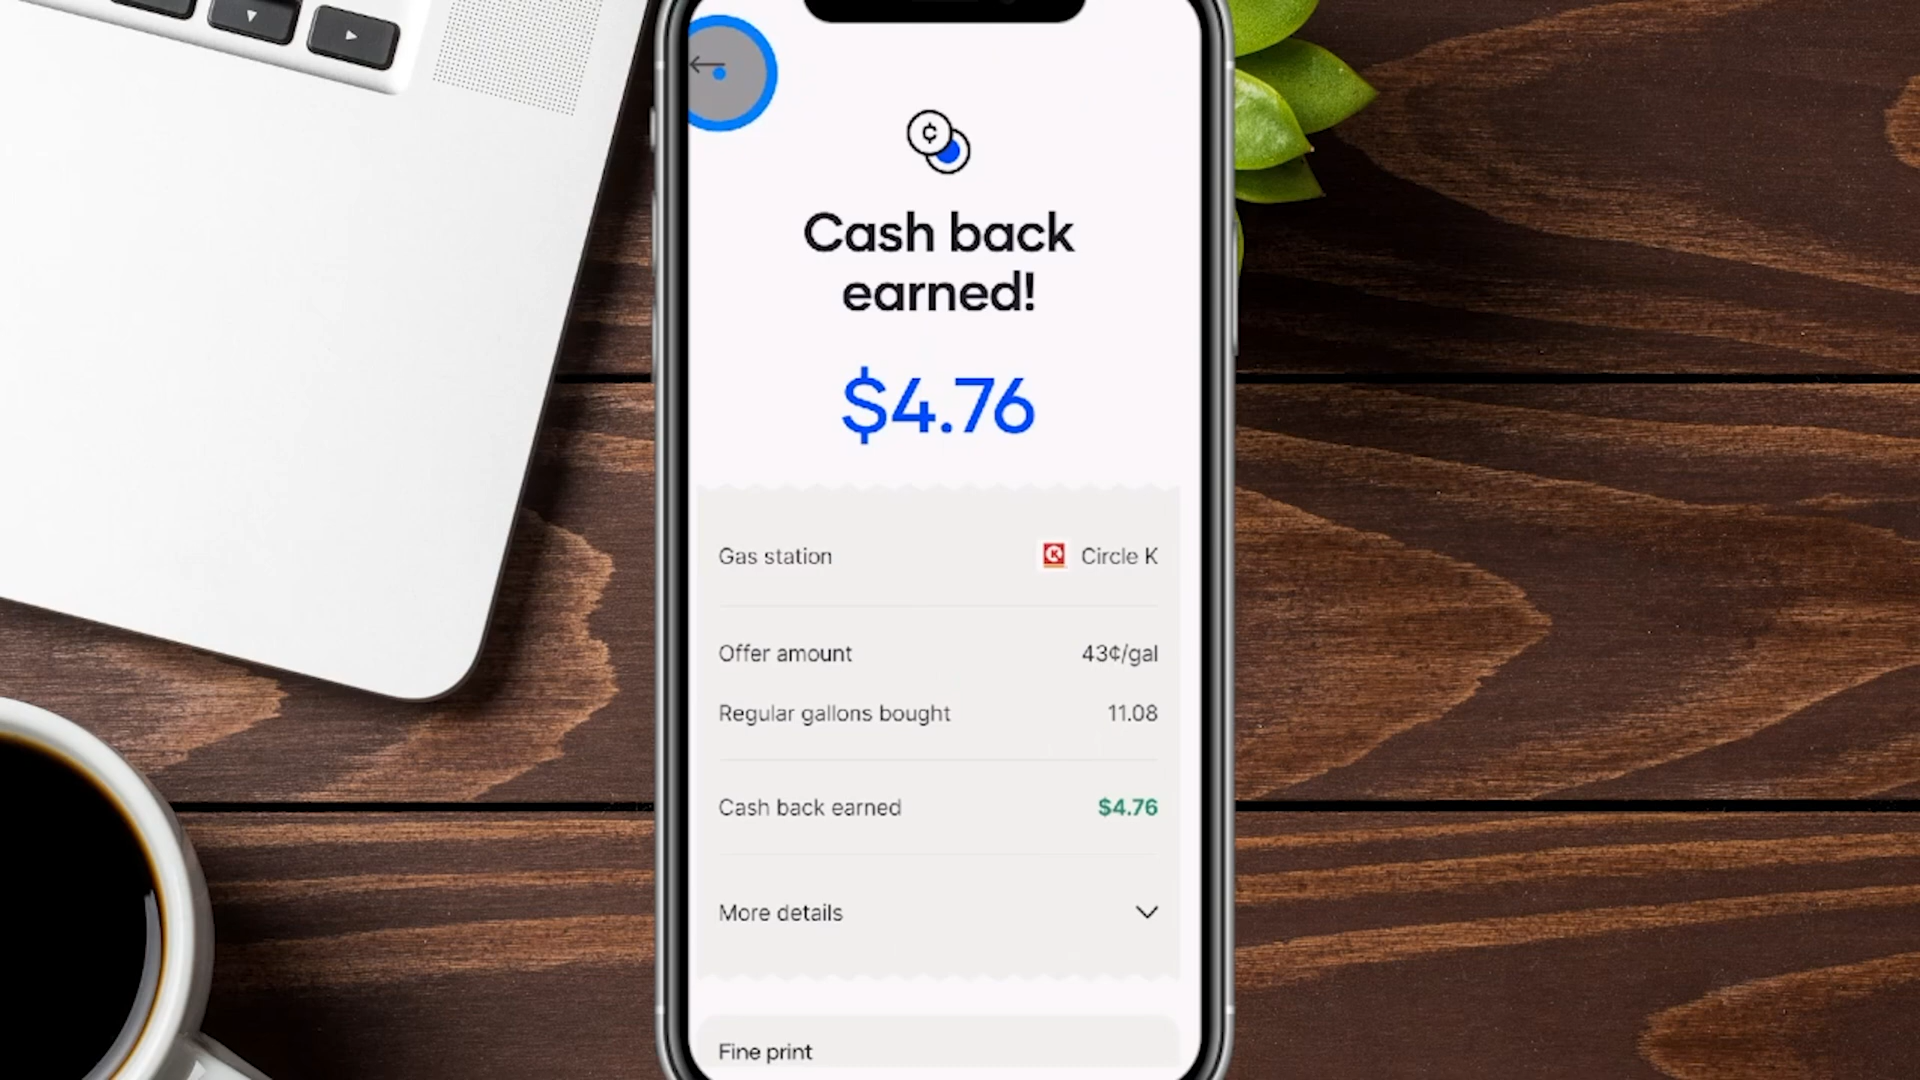 Cash back
earned!
$4.76
Gas station K Circle K
Offer amount 43¢/gal
Regular gallons bought 11.08
Cash back earned $4.76
More details
Fine print